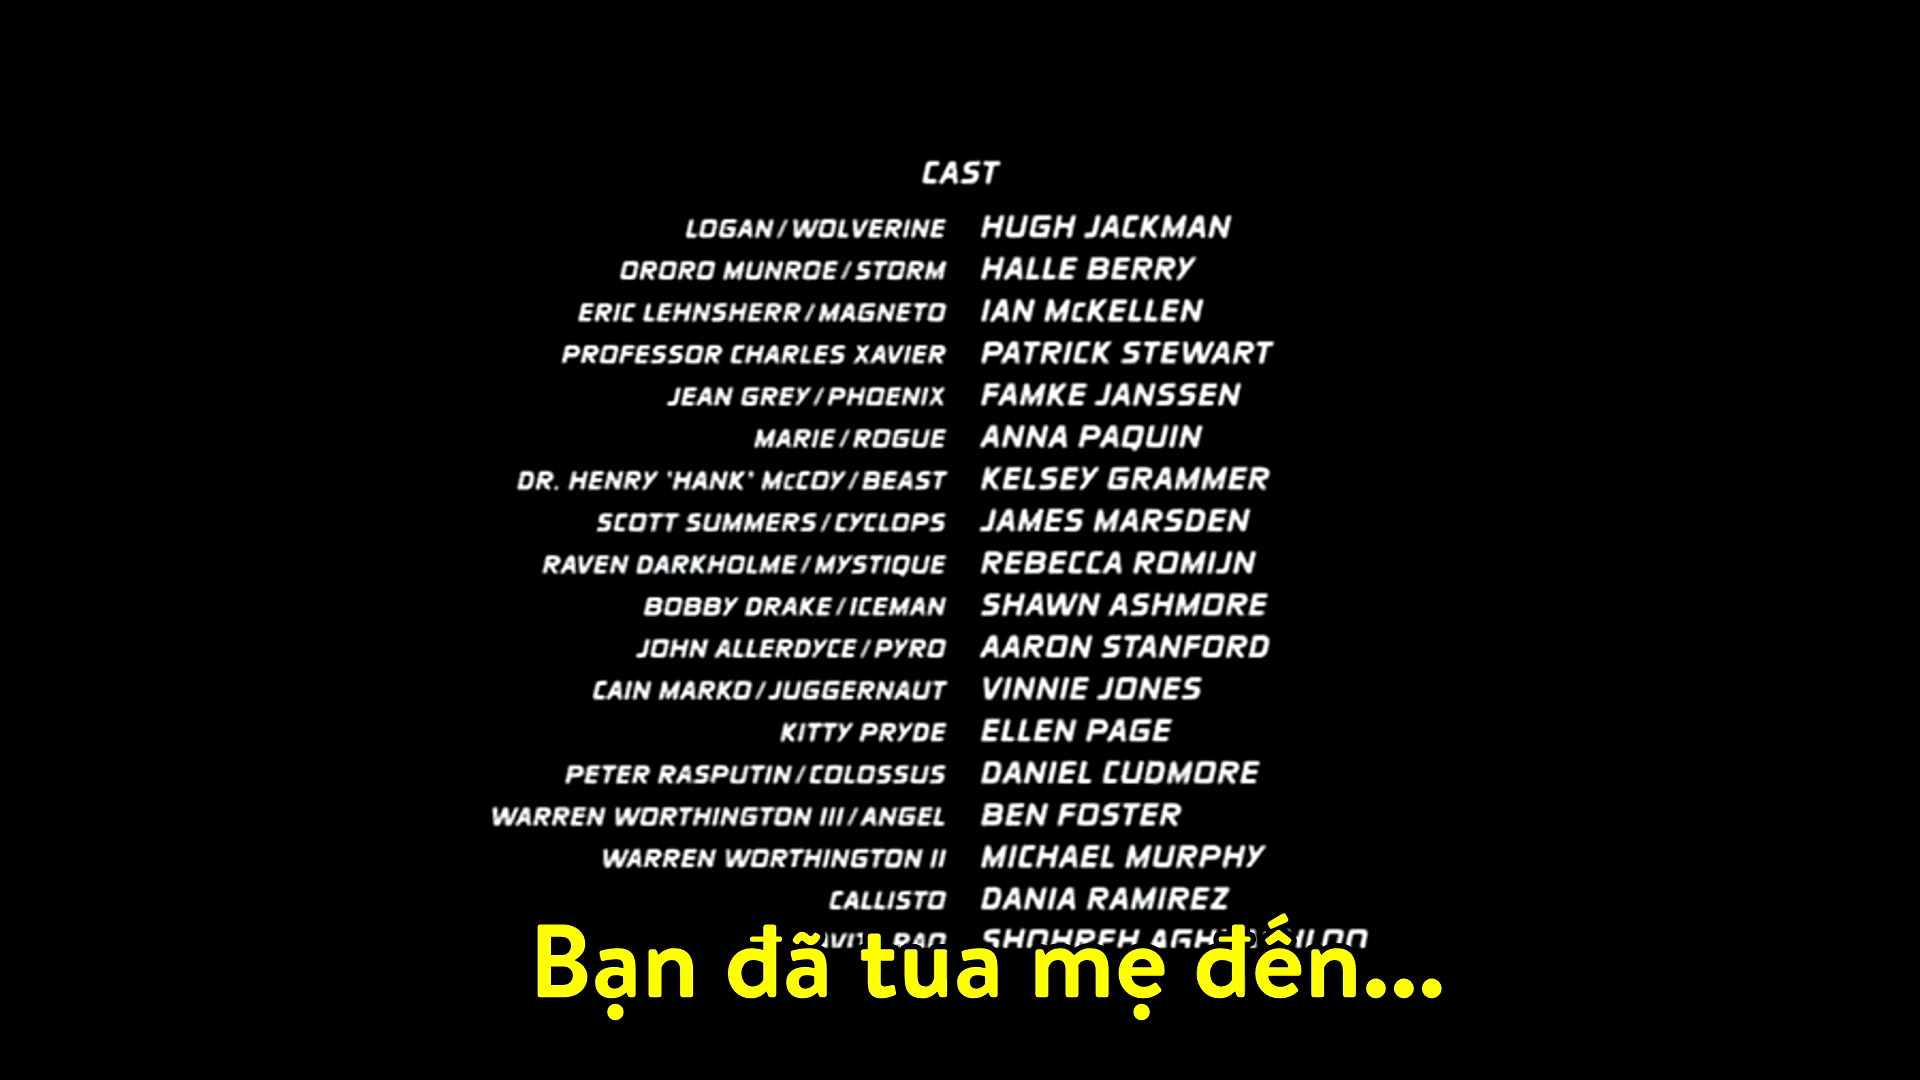 CAST
LOGAN/WOLVERINE HUGH JACKMAN
ORORO MUNROE/STORM HALLE BERRY
ERIC LEHNSHERR/MAGNETO IAN McKELLEN
PROFESSOR CHARLES XAVIER PATRICK STEWART
JEAN GREY/PHOENIX FAMKE JANSSEN
MARIE/ROGUE ANNA PAQUIN
DR. HENRY 'HANK' McCOY/BEAST KELSEY GRAMMER
SCOTT SUMMERS/CYCLOPS JAMES MARSDEN
RAVEN DARKHOLME/MYSTIQUE REBECCA ROMIJN
BOBBY DRAKE/ICEMAN SHAWN ASHMORE
JOHN ALLERDYCE/PYRO AARON STANFORD
CAIN MARKO/JUGGERNAUT VINNIE JONES
KITTY PRYDE ELLEN PAGE
PETER RASPUTIN/COLOSSUS DANIEL CUDMORE
WARREN WORTHINGTON III/ANGEL BEN FOSTER
WARREN WORTHINGTON II MICHAEL MURPHY
CALLISTO DANIA RAMIREZ
RAO SHOHREH
Bạn đã tua mẹ đến...